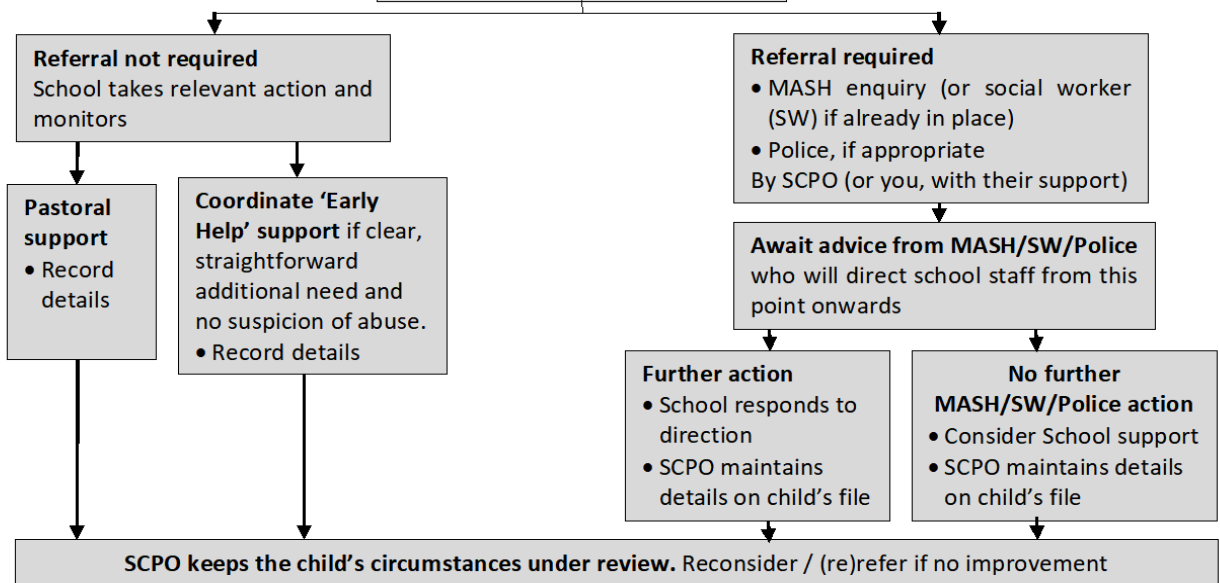 Referral not required
School takes relevant action and
monitors
Referral required
• MASH enquiry (or social worker
(SW) if already in place)
• Police, if appropriate
By SCPO (or you, with their support)
Pastoral
support
• Record
details
Coordinate ‘Early
Help’ support if clear,
straightforward
additional need and
no suspicion of abuse.
• Record details
Await advice from MASH/SW/Police
who will direct school staff from this
point onwards
Further action
• School responds to
direction
• SCPO maintains
details on child’s file
No further
MASH/SW/Police action
• Consider School support
• SCPO maintains details
on child’s file
SCPO keeps the child’s circumstances under review. Reconsider / (re)refer if no improvement